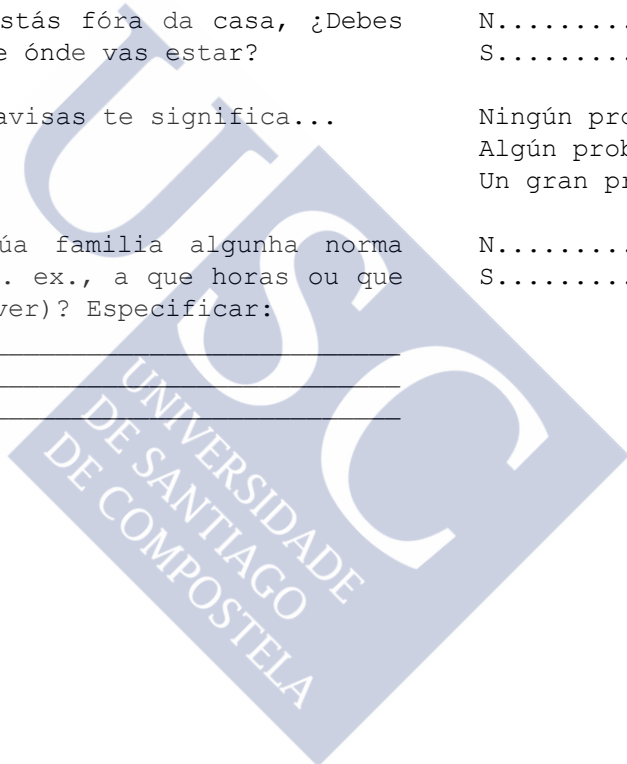 stás fóra da casa, ¿Debes
e ónde vas estar?
avisas te significa...
úa familia algunha norma
. ex., a que horas ou que
ver)? Especificar:
N.........
S.........
Ningún pro
Algún prob
Un gran pr
N.........
S.........
USC
UNIVERSIDADE
DE SANTIAGO
DE COMPOSTELA